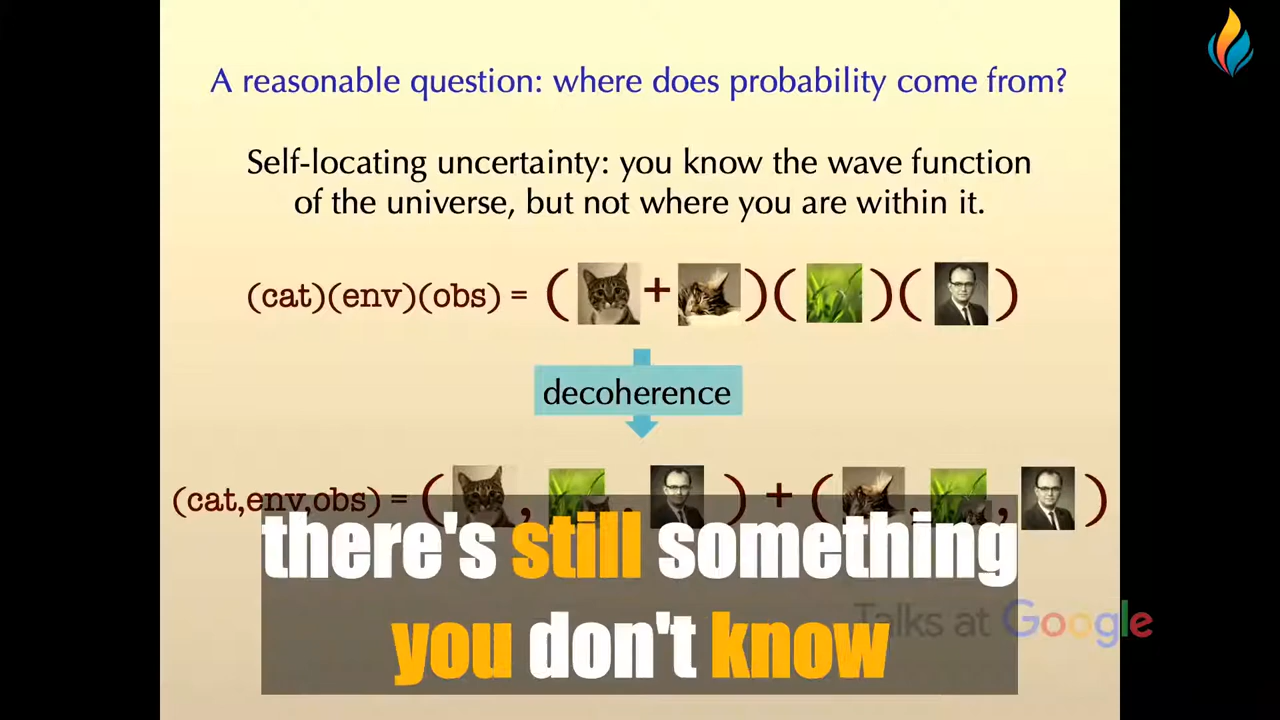 A reasonable question: where does probability come from?
Self-locating uncertainty: you know the wave function
of the universe, but not where you are within it.
(cat)(env)(obs) = ( + )( )( )
decoherence
(cat,env,obs) = ( , , ) + ( , , )
there's still something
you don't know
Talks at Google